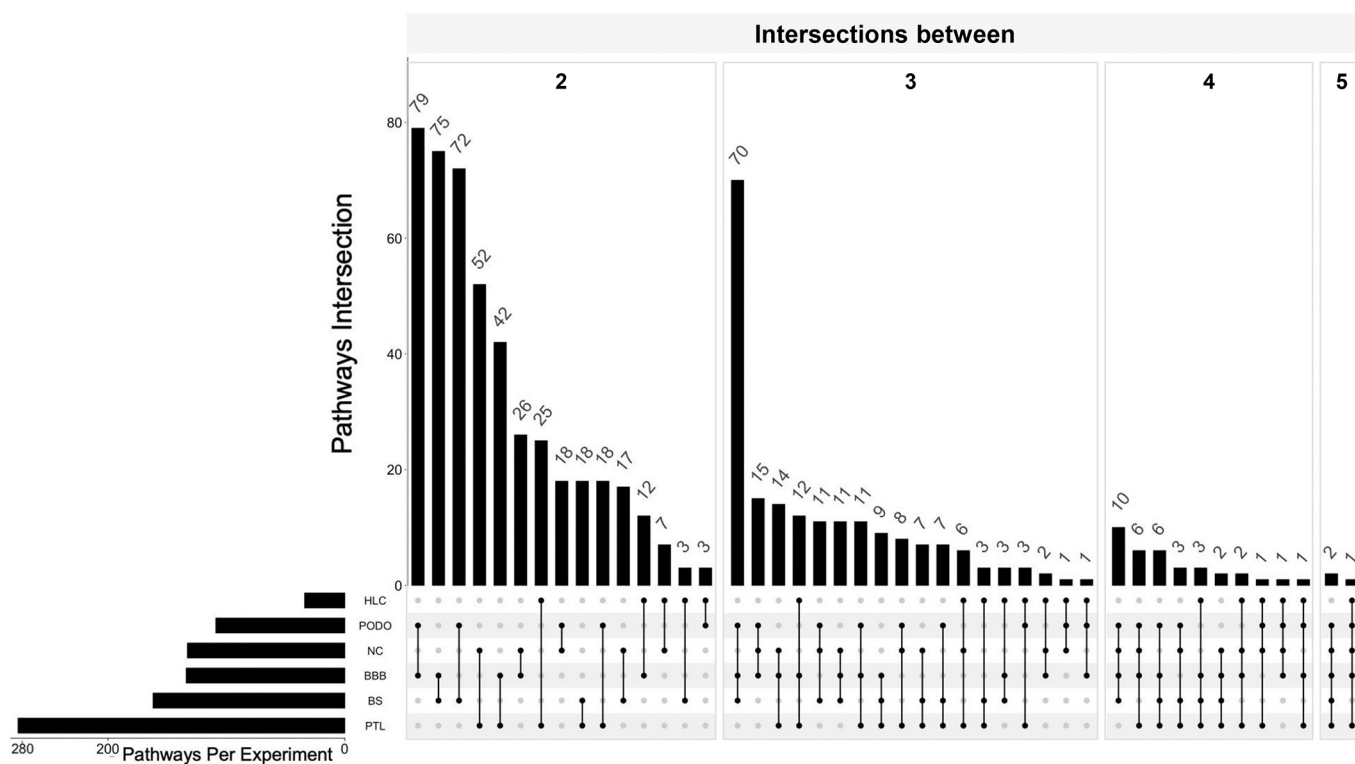 Intersections between
2 3 4 5
Pathways Intersection
80
60
40
20
0
79 75 72 52 42 26 25 18 18 18 17 12 7 3 3
70 15 14 12 11 11 11 9 8 7 7 6 3 3 3 2 1 1
10 6 6 3 3 2 2 1 1 1
2 1
HLC
PODO
NC
BBB
BS
PTL
280 200 Pathways Per Experiment 0